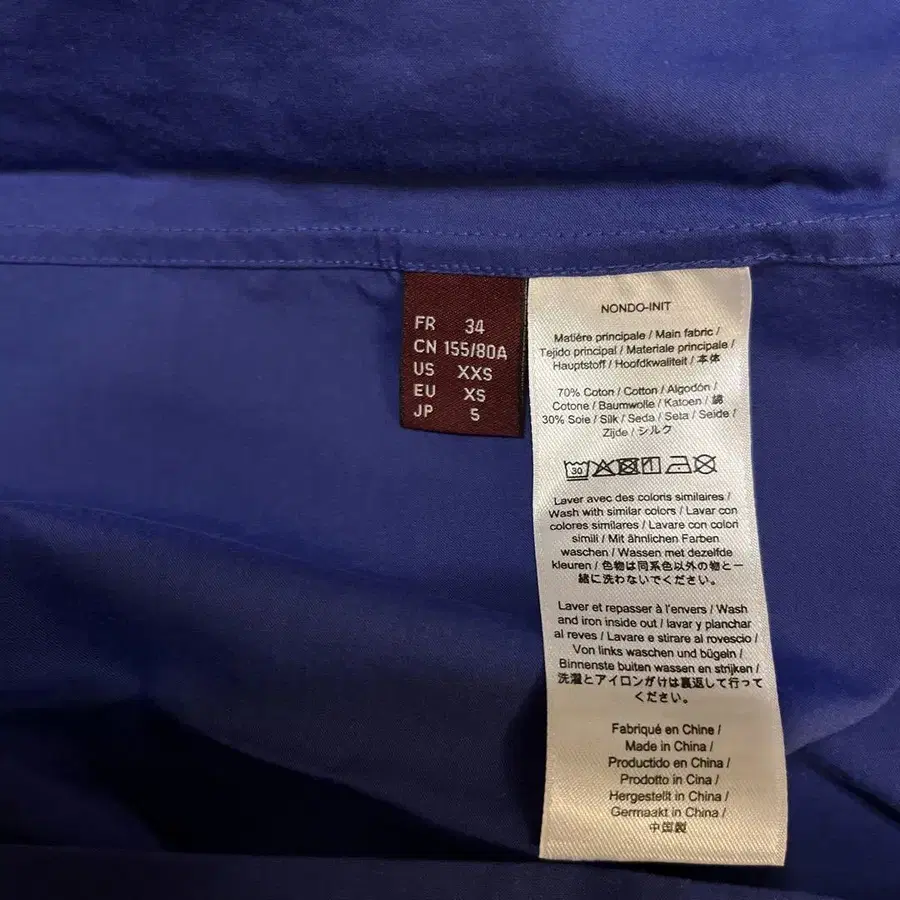 FR 34
CN 155/80A
US XXS
EU XS
JP 5
NONDO-INIT
Matière principale / Main fabric /
Tejido principal / Materiale principale /
Hauptstoff / Hoofdkwaliteit / 本体
70% Coton / Cotton / Algodón /
Cotone / Baumwolle / Katoen / 綿
30% Soie / Silk / Seda / Seta / Seide /
Zijde / シルク
30
Laver avec des coloris similaires /
Wash with similar colors / Lavar con
colores similares / Lavare con colori
simili / Mit ähnlichen Farben
waschen / Wassen met dezelfde
kleuren / 色物は同系色以外の物と一
緒に洗わないでください。
Laver et repasser à l'envers / Wash
and iron inside out / lavar y planchar
al reves / Lavare e stirare al rovescio /
Von links waschen und bügeln /
Binnenste buiten wassen en strijken /
洗濯とアイロンがけは裏返して行って
ください。
Fabriqué en Chine /
Made in China /
Productido en China /
Prodotto in Cina /
Hergestellt in China /
Germaakt in China /
中国製